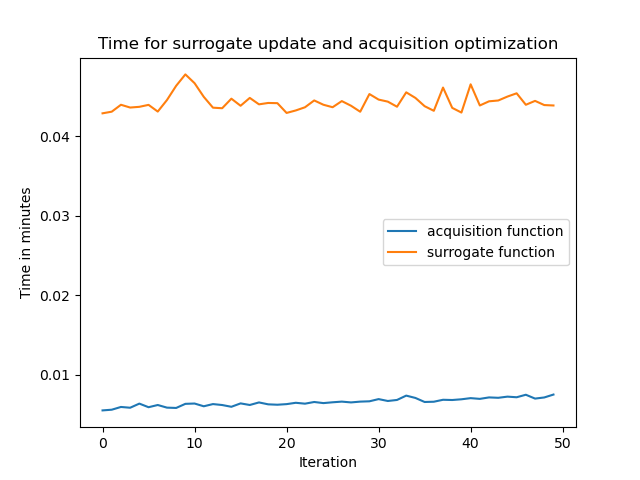 Time for surrogate update and acquisition optimization
0.04
0.03
0.02
0.01
Time in minutes
acquisition function
surrogate function
0 10 20 30 40 50
Iteration